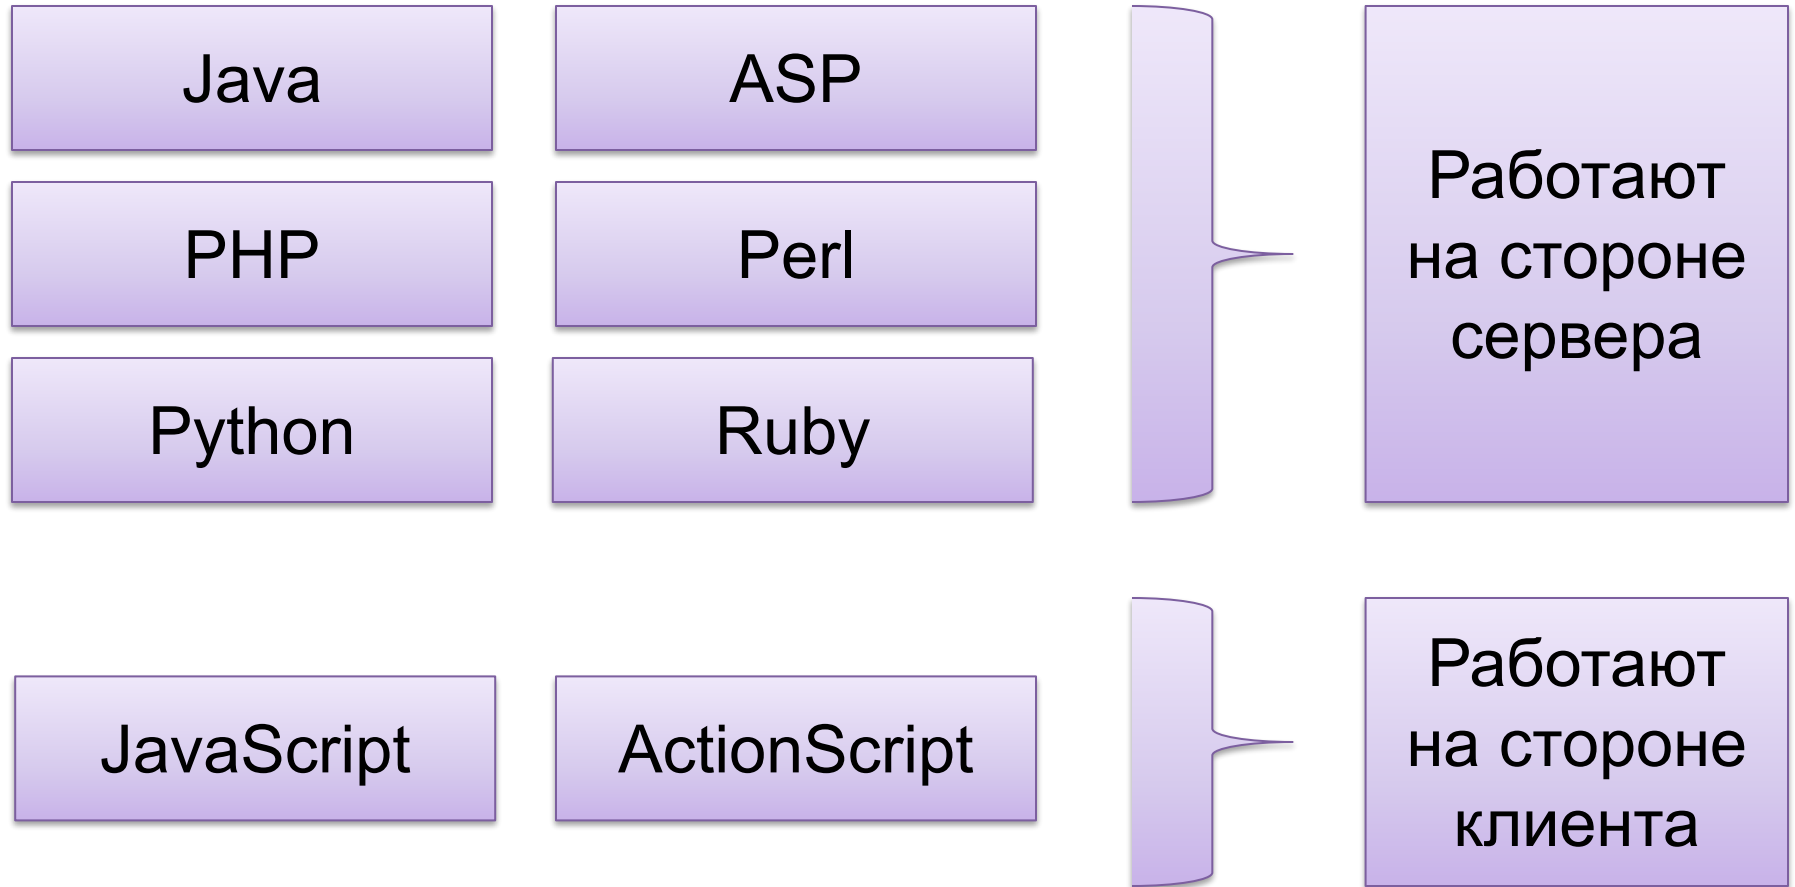 Java
ASP
PHP
Perl
Python
Ruby
Работают
на стороне
сервера
JavaScript
ActionScript
Работают
на стороне
клиента